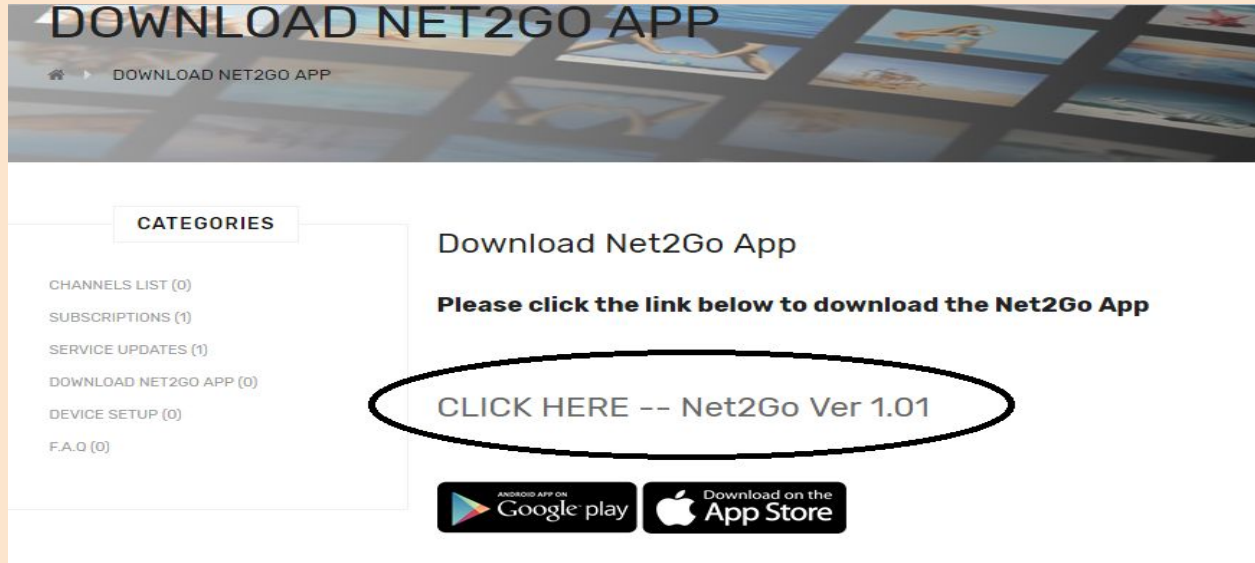 DOWNLOAD NET2GO APP
DOWNLOAD NET2GO APP
CATEGORIES
CHANNELS LIST (0)
SUBSCRIPTIONS (1)
SERVICE UPDATES (1)
DOWNLOAD NET2GO APP (0)
DEVICE SETUP (0)
F.A.Q (0)
Download Net2Go App
Please click the link below to download the Net2Go App
CLICK HERE -- Net2Go Ver 1.01
ANDROID APP ON
Google play
Download on the
App Store